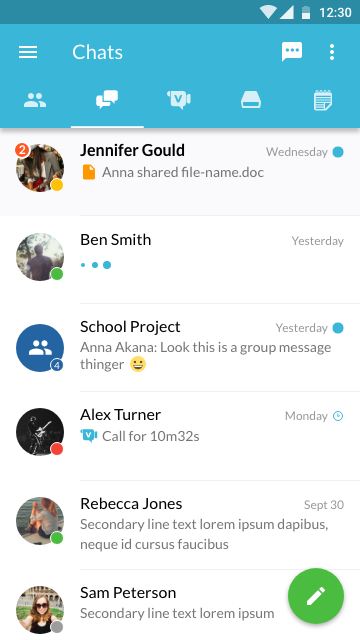 12:30
Chats
V
2
Jennifer Gould
Wednesday
Anna shared file-name.doc
Ben Smith
Yesterday
School Project
Yesterday
4
Anna Akana: Look this is a group message
thinger 😀
Alex Turner
Monday
V
Call for 10m32s
Rebecca Jones
Sept 30
Secondary line text lorem ipsum dapibus,
neque id cursus faucibus
Sam Peterson
Secondary line text lorem ipsum